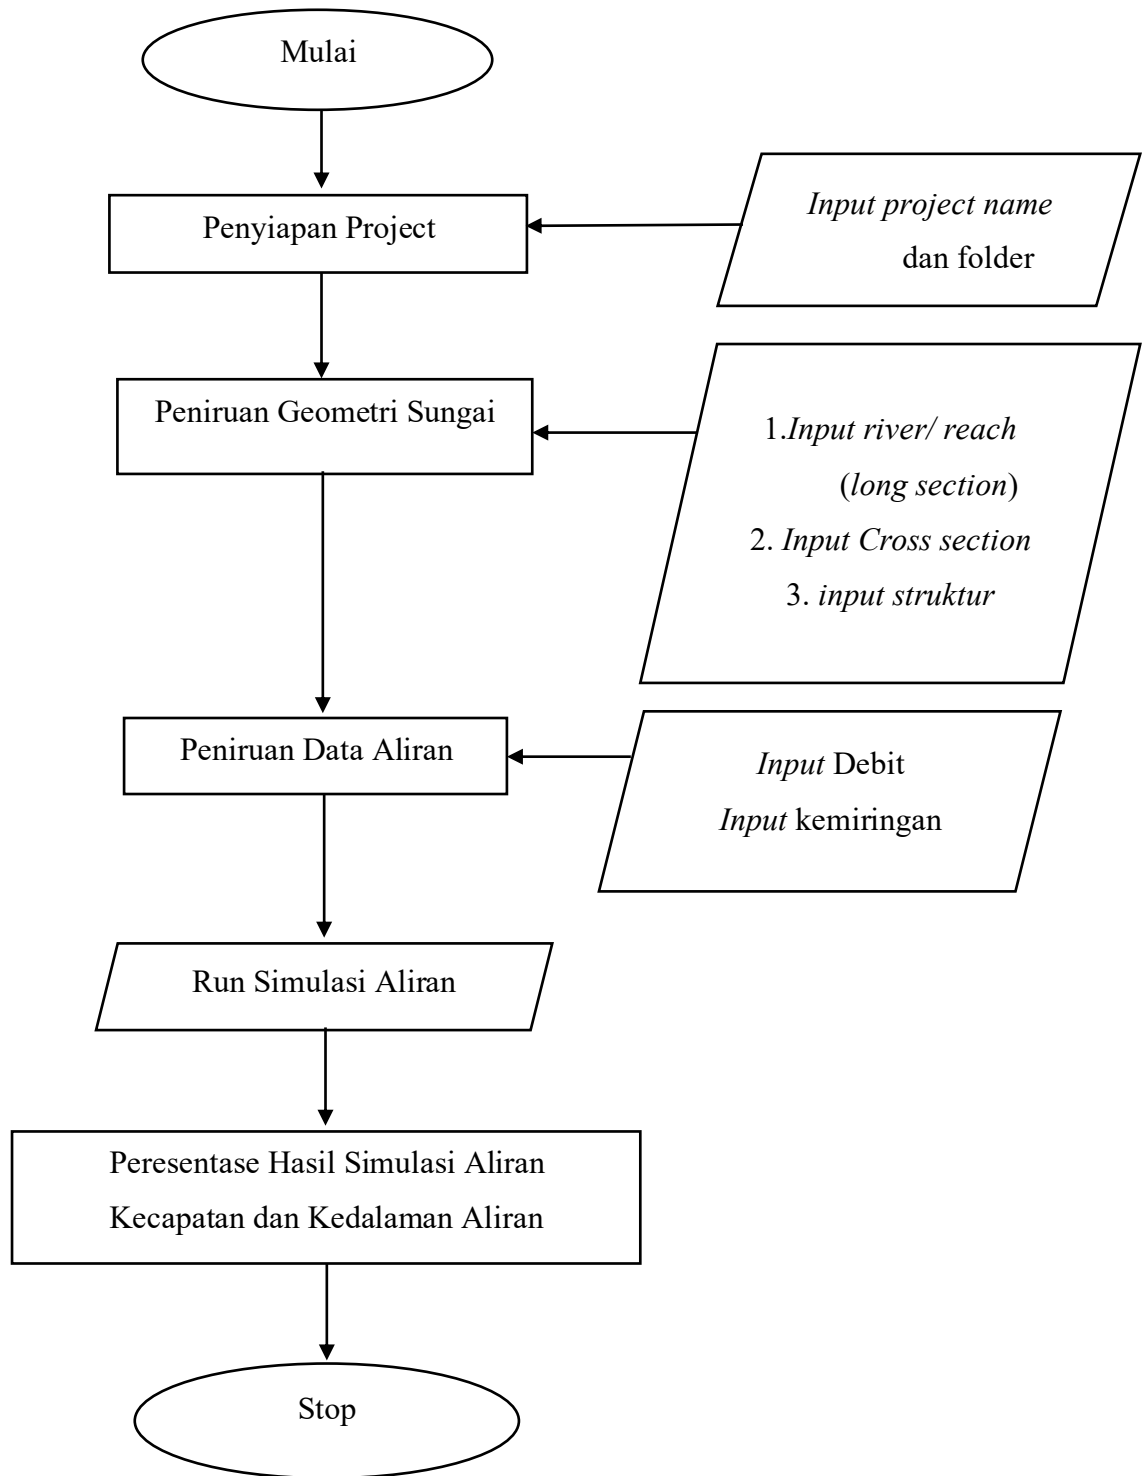 Mulai
Penyiapan Project
Input project name
dan folder
Peniruan Geometri Sungai
1.Input river/ reach
(long section)
2. Input Cross section
3. input struktur
Peniruan Data Aliran
Input Debit
Input kemiringan
Run Simulasi Aliran
Peresentase Hasil Simulasi Aliran
Kecapatan dan Kedalaman Aliran
Stop